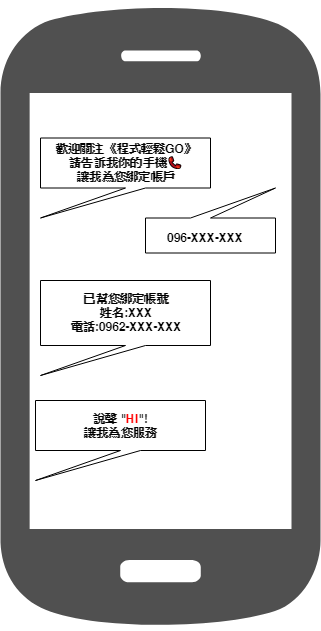 歡迎關注《程式輕鬆GO》
請告訴我你的手機📞
讓我為您綁定帳戶
096-XXX-XXX
已幫您綁定帳號
姓名:XXX
電話:0962-XXX-XXX
說聲 "HI"!
讓我為您服務